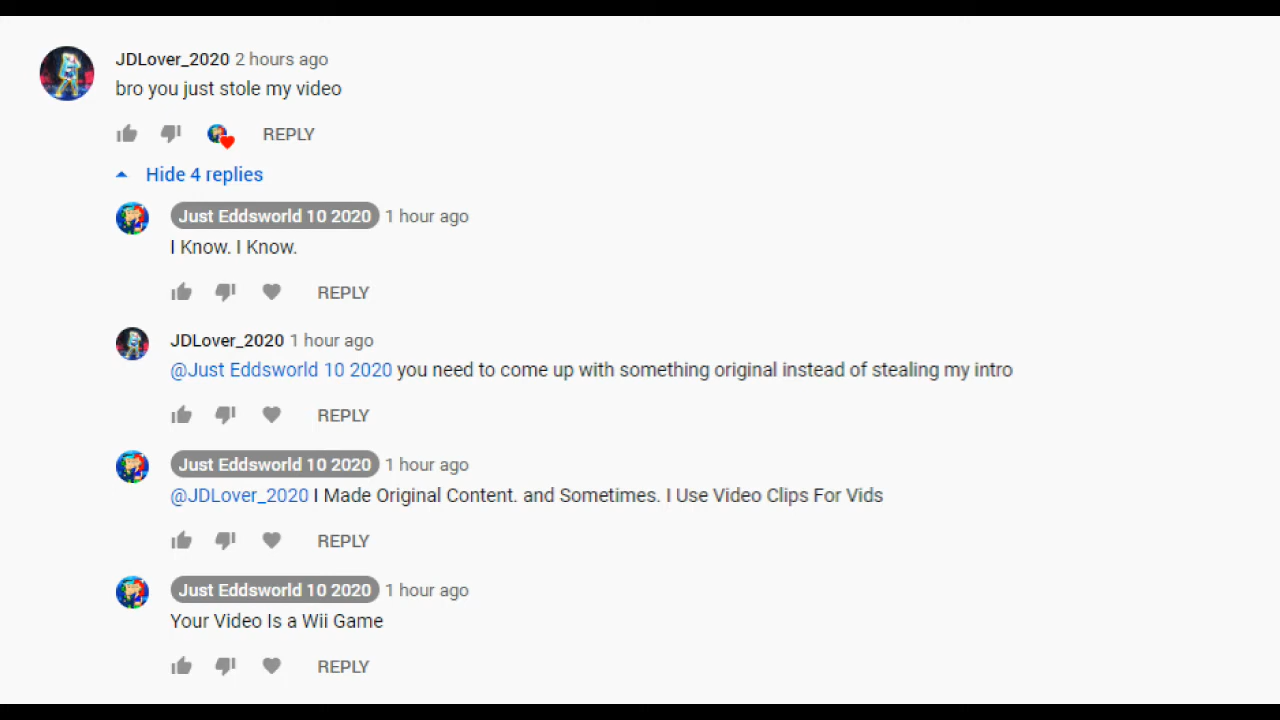 JDLover_2020 2 hours ago
bro you just stole my video
REPLY
Hide 4 replies
Just Eddsworld 10 2020 1 hour ago
I Know. I Know.
REPLY
JDLover_2020 1 hour ago
@Just Eddsworld 10 2020 you need to come up with something original instead of stealing my intro
REPLY
Just Eddsworld 10 2020 1 hour ago
@JDLover_2020 I Made Original Content. and Sometimes. I Use Video Clips For Vids
REPLY
Just Eddsworld 10 2020 1 hour ago
Your Video Is a Wii Game
REPLY